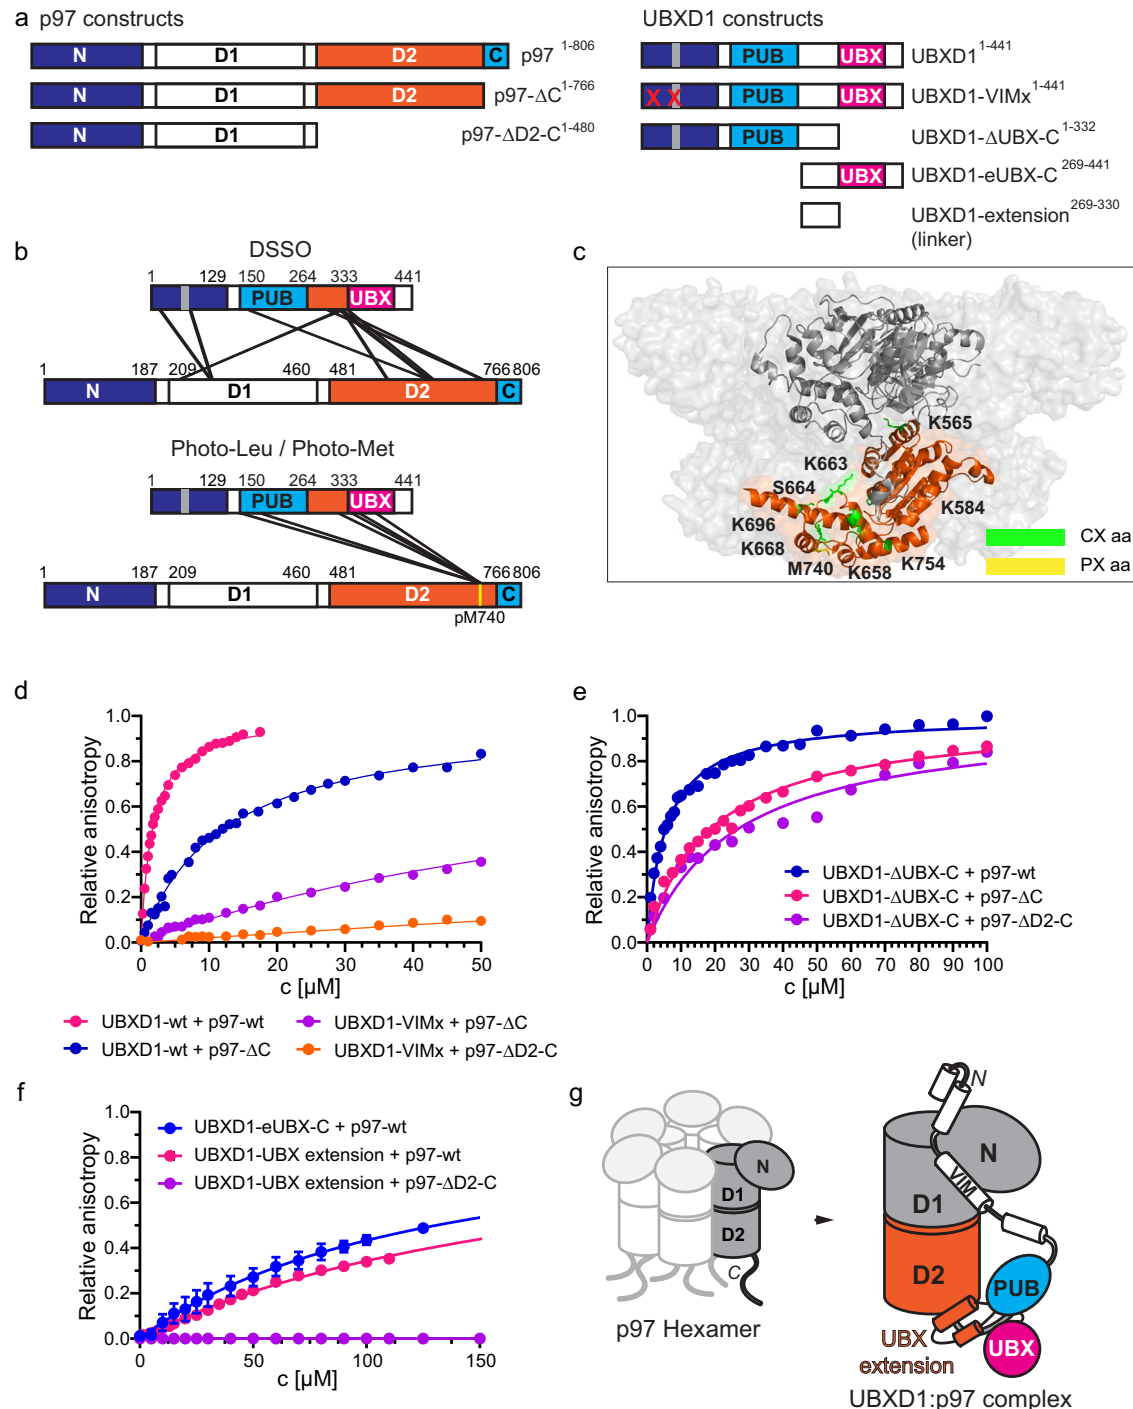 a p97 constructs
N D1 D2 C p97 1-806
N D1 D2 p97-ΔC 1-766
N D1 p97-ΔD2-C 1-480
UBXD1 constructs
PUB UBX UBXD1 1-441
X X PUB UBX UBXD1-VIMx 1-441
PUB UBXD1-ΔUBX-C 1-332
UBX UBXD1-eUBX-C 269-441
UBXD1-extension 269-330
(linker)
b
DSSO
1 129 150 264 333 441
PUB UBX
1 187 209 460 481 766 806
N D1 D2 C
Photo-Leu / Photo-Met
1 129 150 264 333 441
PUB UBX
1 187 209 460 481 766 806
N D1 D2 C
pM740
c
K565
K663
S664
K584
K696
K668
M740
K658
K754
CX aa
PX aa
d
Relative anisotropy
1.0
0.8
0.6
0.4
0.2
0.0
0 10 20 30 40 50
c [µM]
UBXD1-wt + p97-wt
UBXD1-wt + p97-ΔC
UBXD1-VIMx + p97-ΔC
UBXD1-VIMx + p97-ΔD2-C
e
Relative anisotropy
1.0
0.8
0.6
0.4
0.2
0.0
UBXD1-ΔUBX-C + p97-wt
UBXD1-ΔUBX-C + p97-ΔC
UBXD1-ΔUBX-C + p97-ΔD2-C
0 10 20 30 40 50 60 70 80 90 100
c [µM]
f
Relative anisotropy
1.0
0.8
0.6
0.4
0.2
0.0
UBXD1-eUBX-C + p97-wt
UBXD1-UBX extension + p97-wt
UBXD1-UBX extension + p97-ΔD2-C
0 50 100 150
c [µM]
g
N
D1
D2
C
p97 Hexamer
N
N
VIM
D1
D2
PUB
UBX
UBX
extension
UBXD1:p97 complex